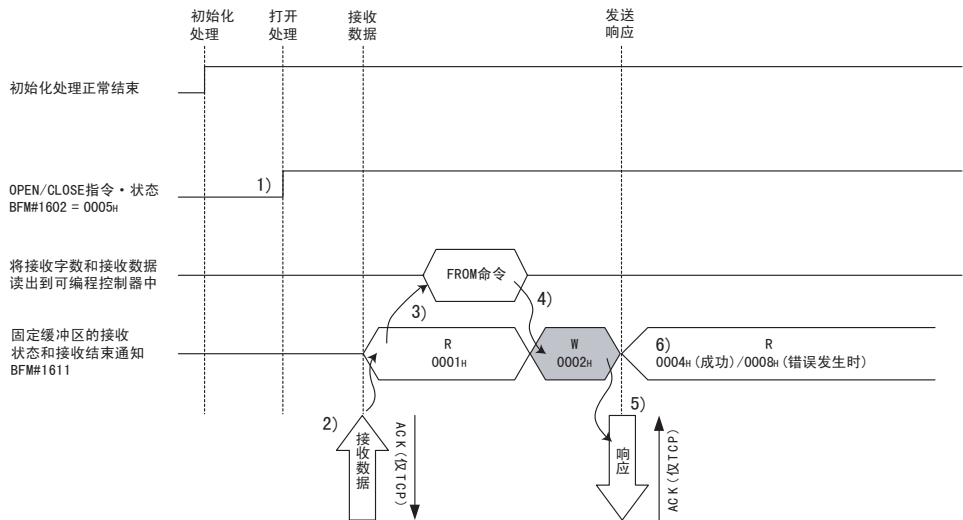 初始化
处理
打开
处理
接收
数据
发送
响应
初始化处理正常结束
1)
OPEN/CLOSE指令・状态
BFM#1602 = 0005H
将接收字数和接收数据
读出到可编程控制器中
FROM命令
3)
4)
固定缓冲区的接收
状态和接收结束通知
BFM#1611
R
0001H
W
0002H
6)
R
0004H(成功)/0008H(错误发生时)
2)
接收数据
ACK(仅TCP)
5)
响应
ACK(仅TCP)